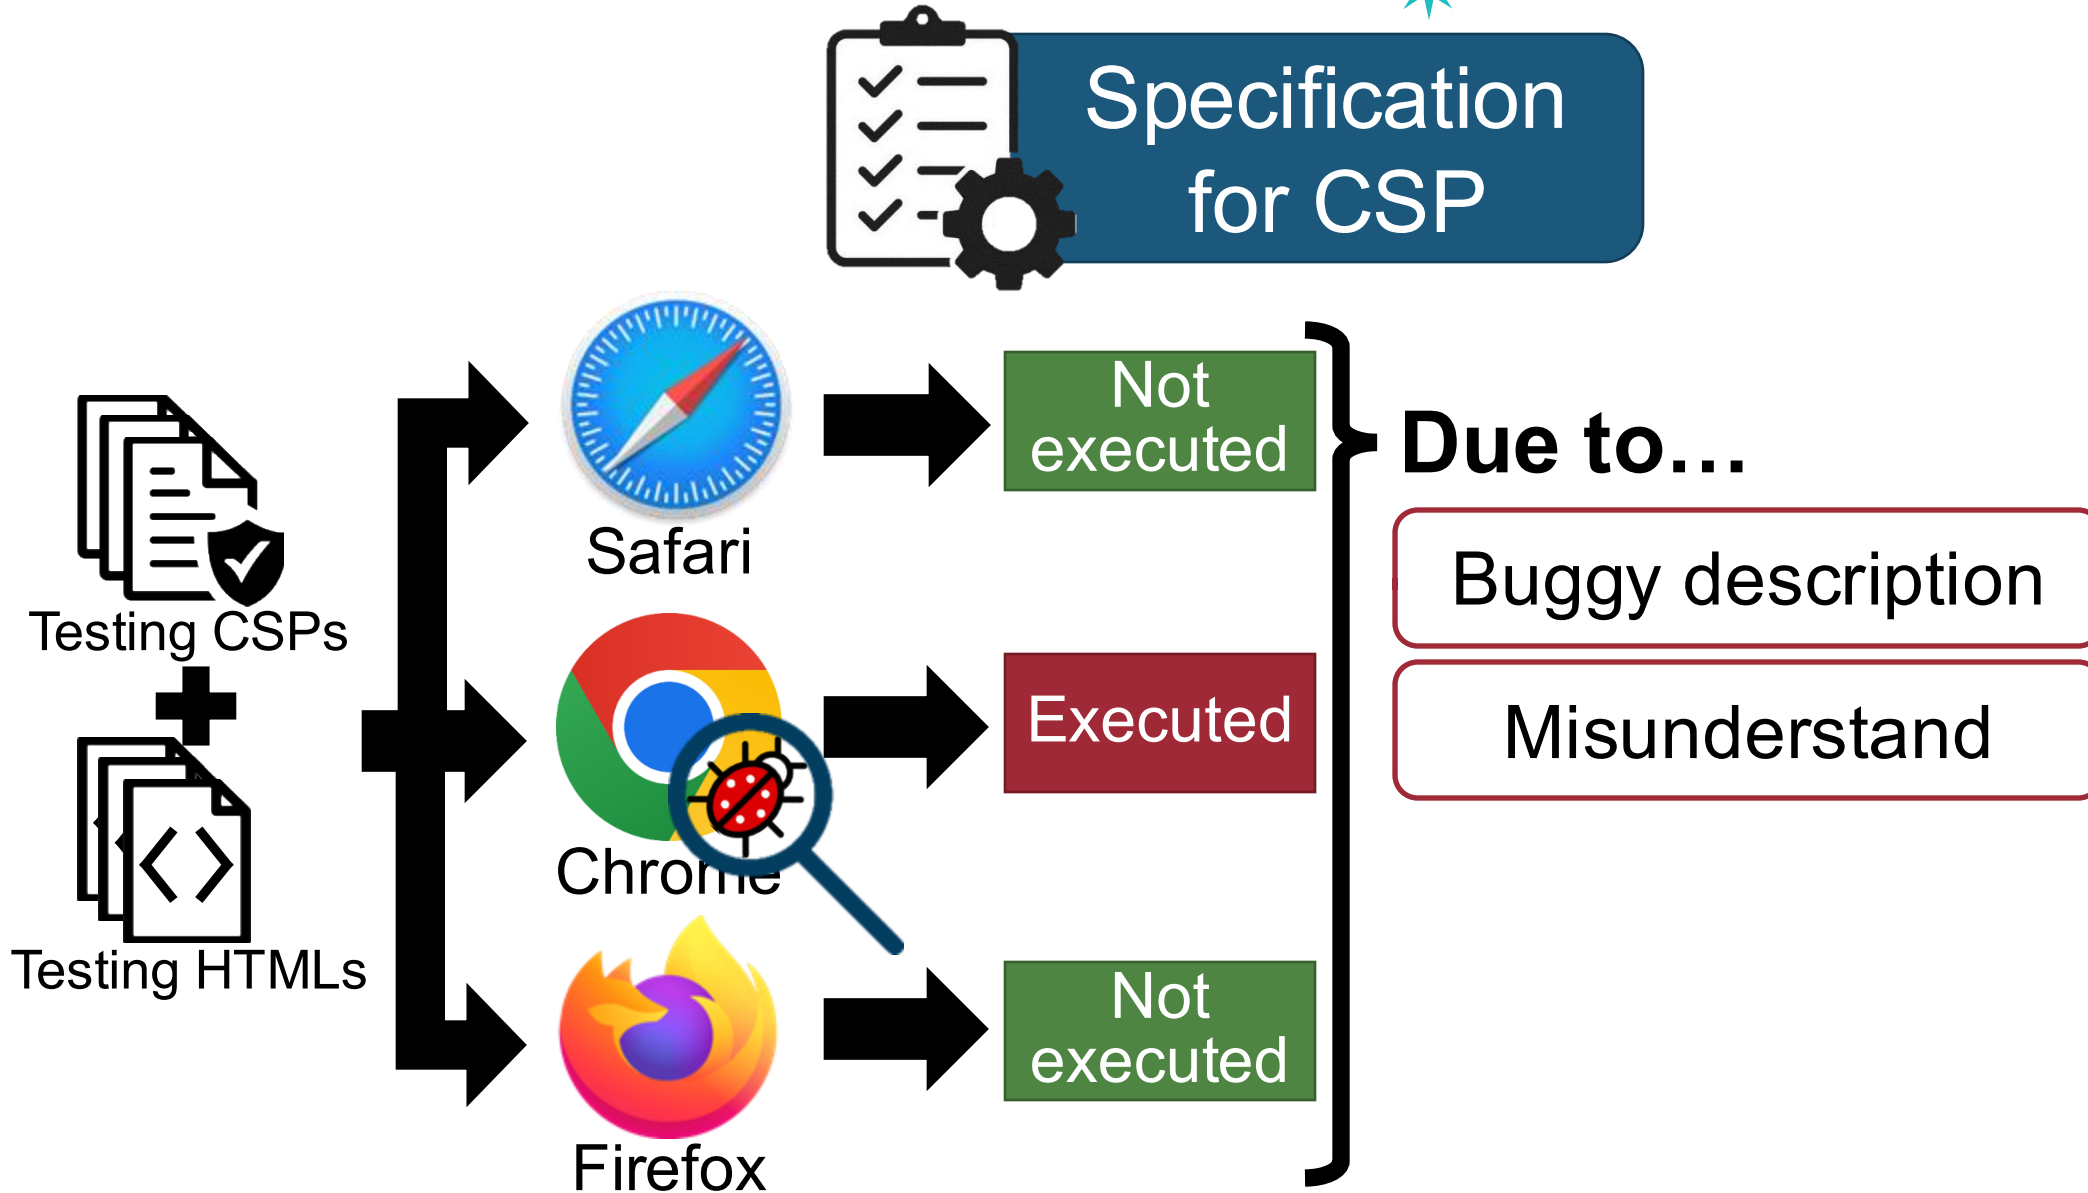 Specification
for CSP
Testing CSPs
Testing HTMLs
Safari
Chrome
Firefox
Not
executed
Executed
Not
executed
Due to...
Buggy description
Misunderstand